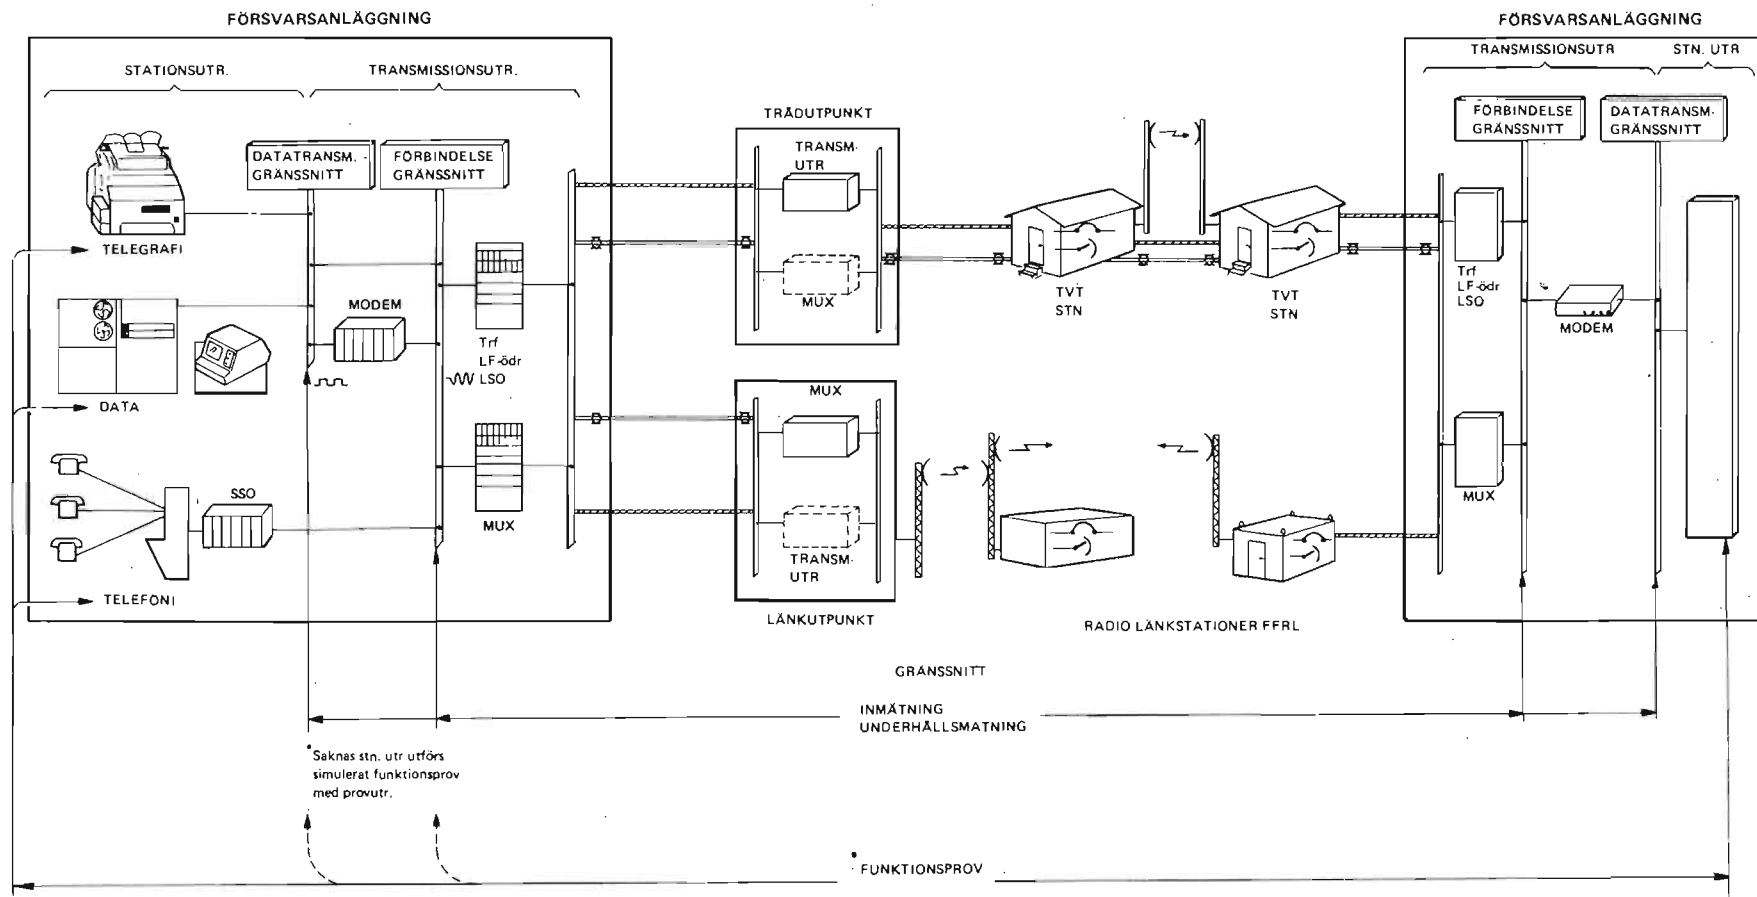 FÖRSVARSANLÄGGNING
STATIONSUTR.
TRANSMISSIONSUTR.
DATATRANSM. -
GRÄNSSNITT
FÖRBINDELSE
GRÄNSSNITT
TELEGRAFI
MODEM
Trf
LF-ödr
LSO
DATA
SSO
MUX
TELEFONI
TRÅDUTPUNKT
TRANSM-
UTR
MUX
MUX
TRANSM-
UTR
LÄNKUTPUNKT
TVT
STN
TVT
STN
RADIO LÄNKSTATIONER FFRL
FÖRSVARSANLÄGGNING
TRANSMISSIONSUTR
STN. UTR
FÖRBINDELSE
GRÄNSSNITT
DATATRANSM-
GRÄNSSNITT
Trf
LF-ödr
LSO
MODEM
MUX
GRÄNSSNITT
INMÄTNING
UNDERHÅLLSMATNING
*Saknas stn. utr utförs
simulerat funktionsprov
med provutr.
* FUNKTIONSPROV